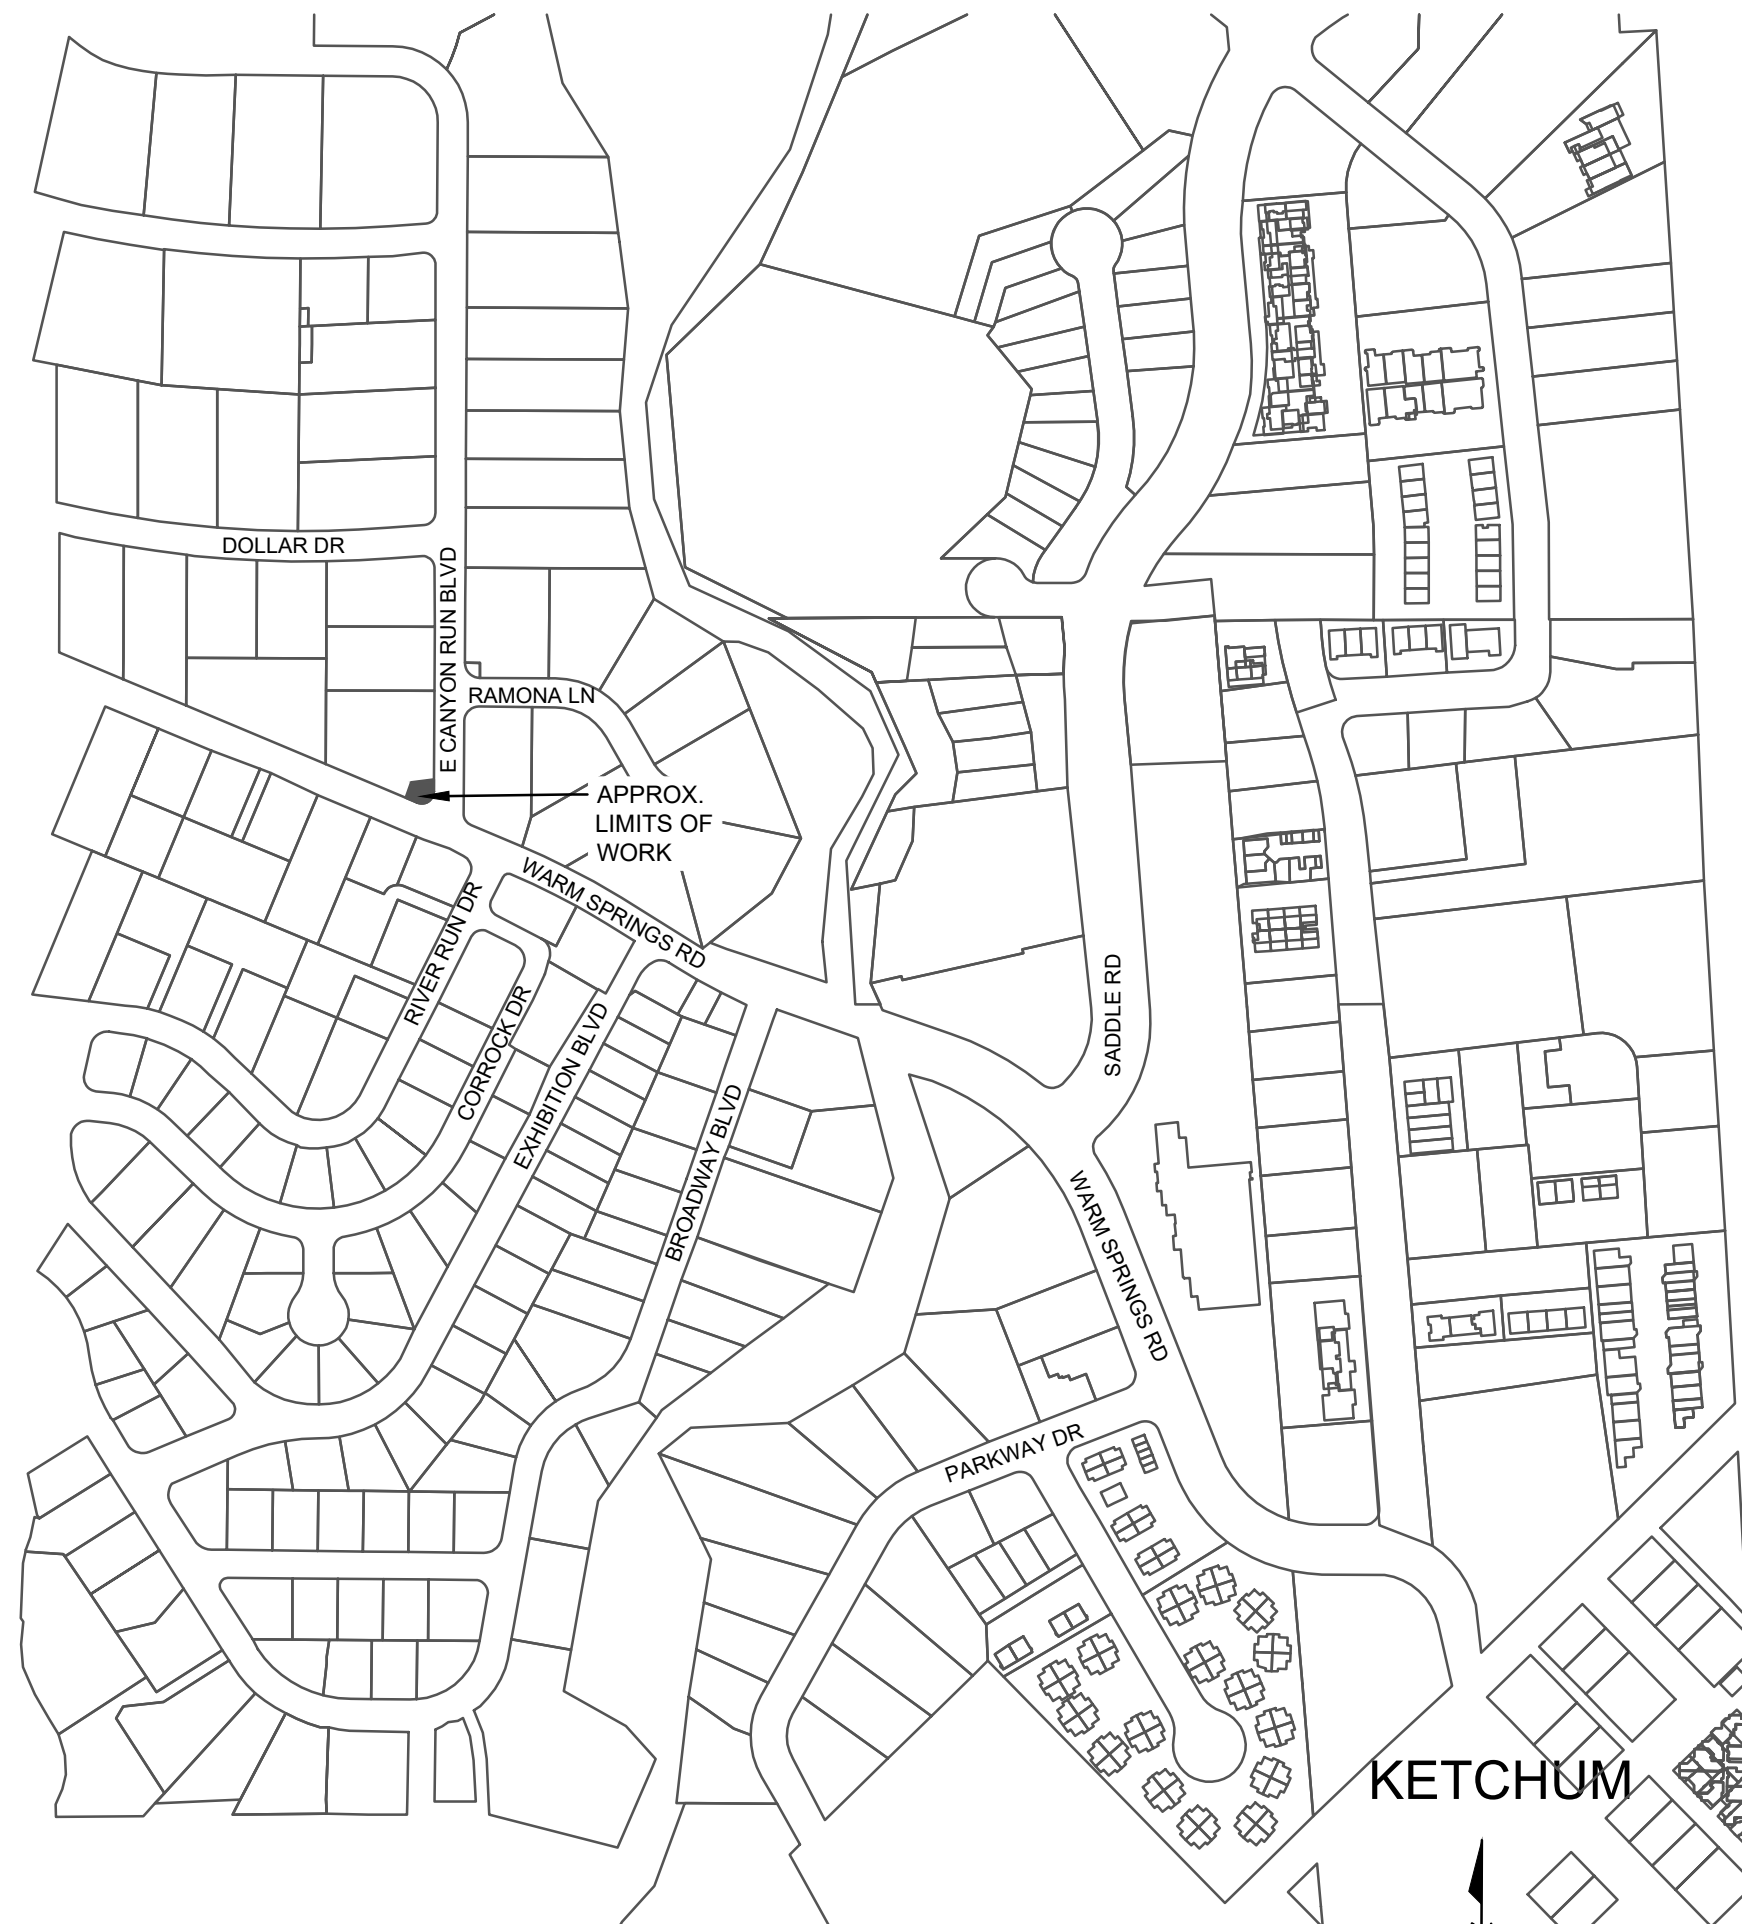 DOLLAR DR
E CANYON RUN BLVD
RAMONA LN
APPROX.
LIMITS OF
WORK
WARM SPRINGS RD
RIVER RUN DR
CORROCK DR
EXHIBITION BLVD
BROADWAY BLVD
SADDLE RD
WARM SPRINGS RD
PARKWAY DR
KETCHUM